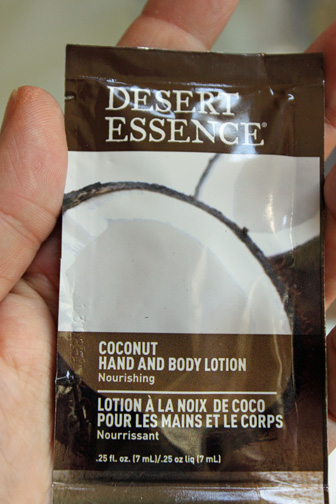 DESERT
ESSENCE®
COCONUT
HAND AND BODY LOTION
Nourishing
LOTION À LA NOIX DE COCO
POUR LES MAINS ET LE CORPS
Nourrissant
.25 fl. oz. (7 mL)/.25 oz liq (7 mL)